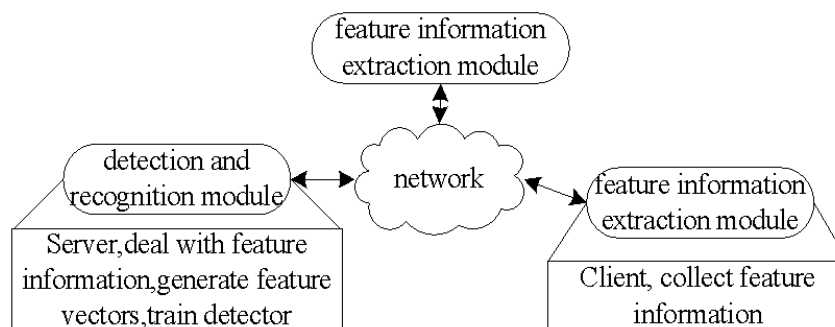 feature information
extraction module
detection and
recognition module
network
feature information
extraction module
Server,deal with feature
information,generate feature
vectors,train detector
Client, collect feature
information